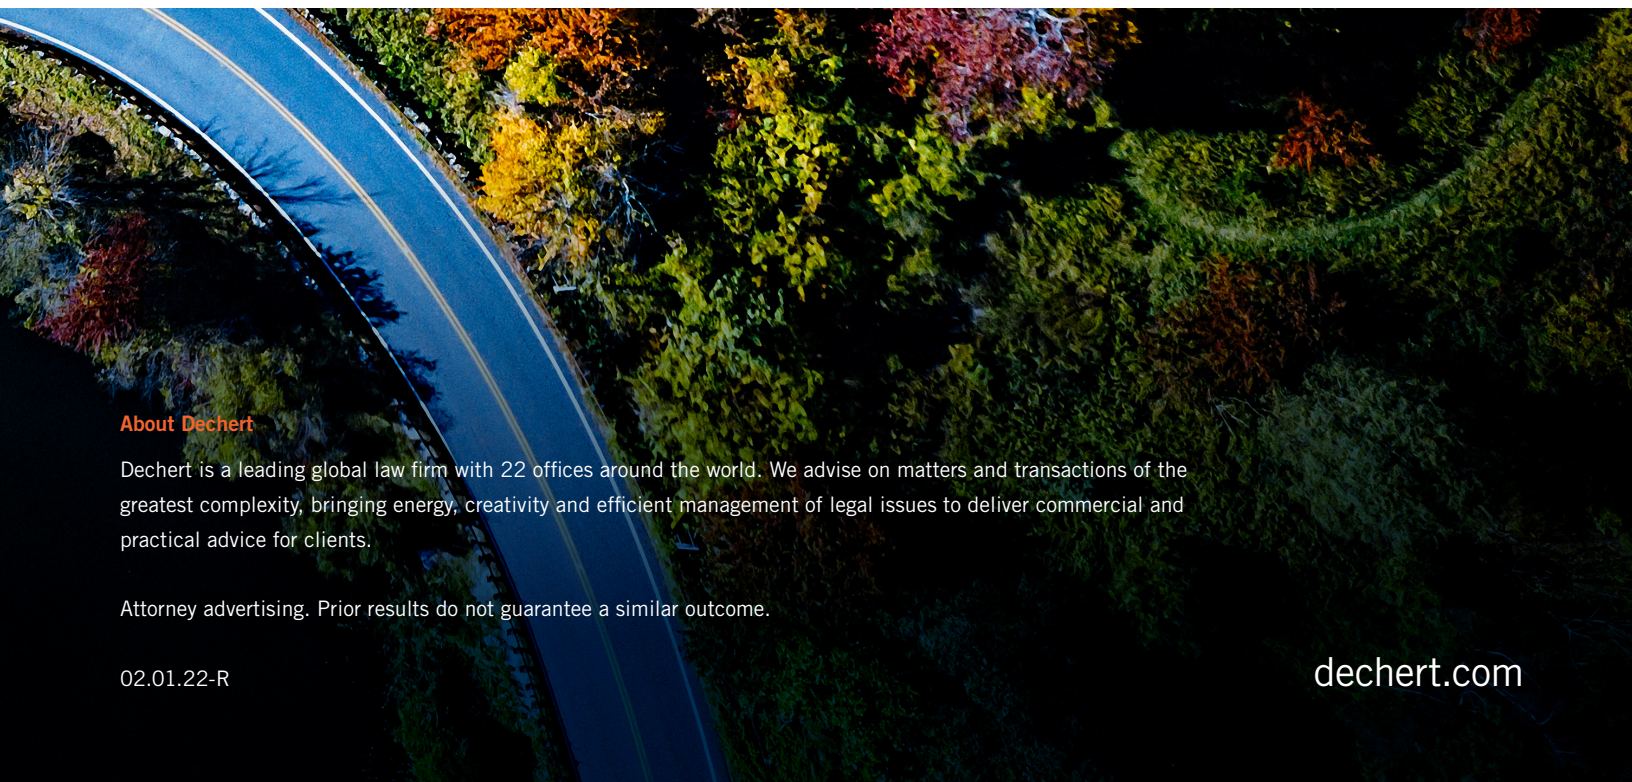 About Dechert
Dechert is a leading global law firm with 22 offices around the world. We advise on matters and transactions of the
greatest complexity, bringing energy, creativity and efficient management of legal issues to deliver commercial and
practical advice for clients.
Attorney advertising. Prior results do not guarantee a similar outcome.
02.01.22-R
dechert.com